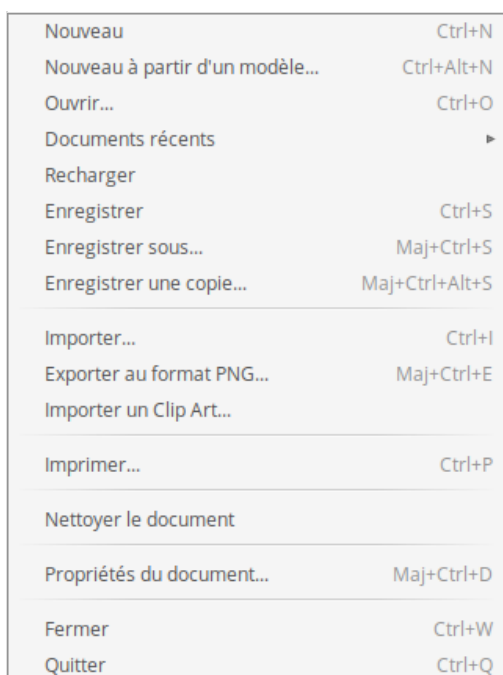 Nouveau Ctrl+N
Nouveau à partir d'un modèle... Ctrl+Alt+N
Ouvrir... Ctrl+O
Documents récents
Recharger
Enregistrer Ctrl+S
Enregistrer sous... Maj+Ctrl+S
Enregistrer une copie... Maj+Ctrl+Alt+S
Importer... Ctrl+I
Exporter au format PNG... Maj+Ctrl+E
Importer un Clip Art...
Imprimer... Ctrl+P
Nettoyer le document
Propriétés du document... Maj+Ctrl+D
Fermer Ctrl+W
Quitter Ctrl+Q